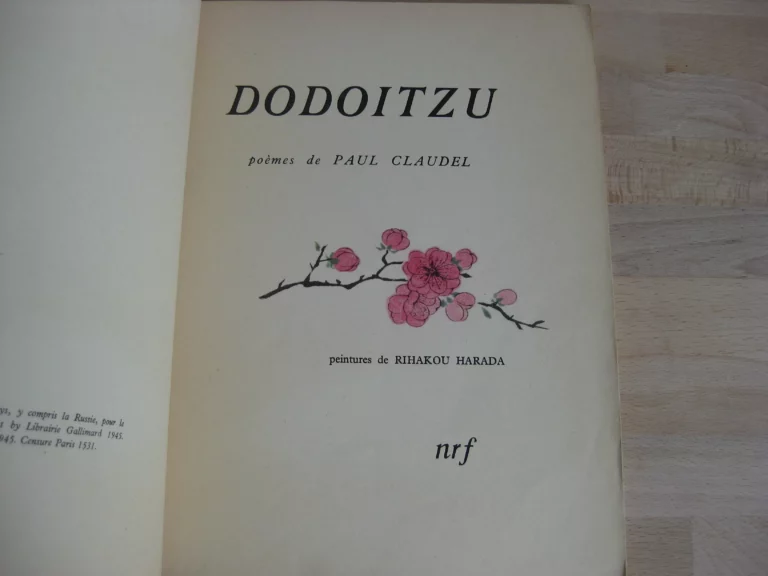 ys, y compris la Russie, pour le
by Librairie Gallimard 1945.
945. Censure Paris 1531.
DODOITZU
poèmes de PAUL CLAUDEL
peintures de RIHAKOU HARADA
nrf